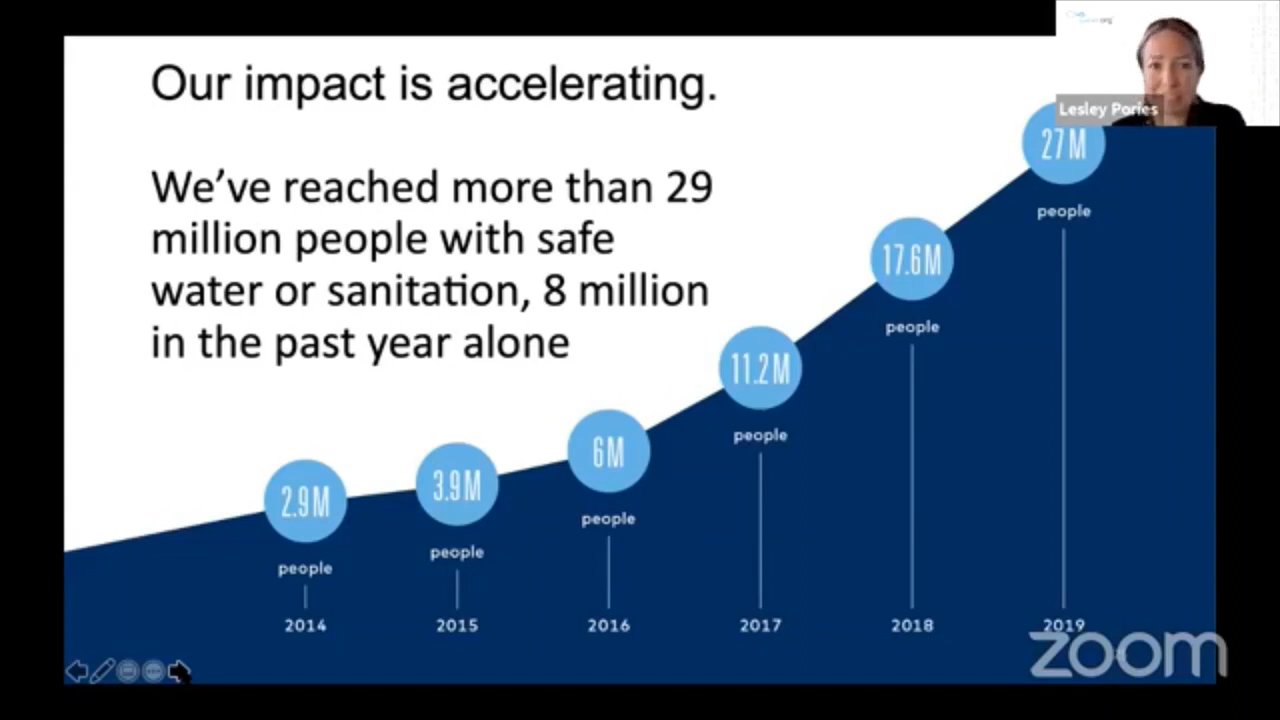 Our impact is accelerating.
We've reached more than 29
million people with safe
water or sanitation, 8 million
in the past year alone
Lesley Pories
27M
people
17.6M
people
11.2M
people
6M
people
3.9M
people
2.9M
people
2014
2015
2016
2017
2018
2019
zoom